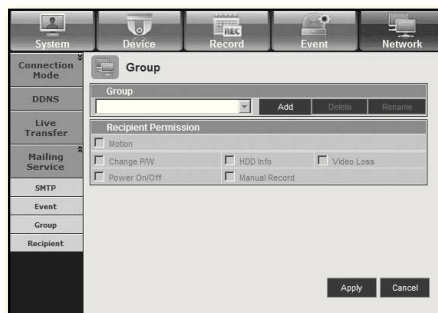 System Device Record Event Network
Connection Mode
Group
DDNS
Group
Add Delete Rename
Live Transfer
Recipient Permission
Motion
Mailing Service
Change P/W HDD Info Video Loss
Power On/Off Manual Record
SMTP
Event
Group
Recipient
Apply Cancel